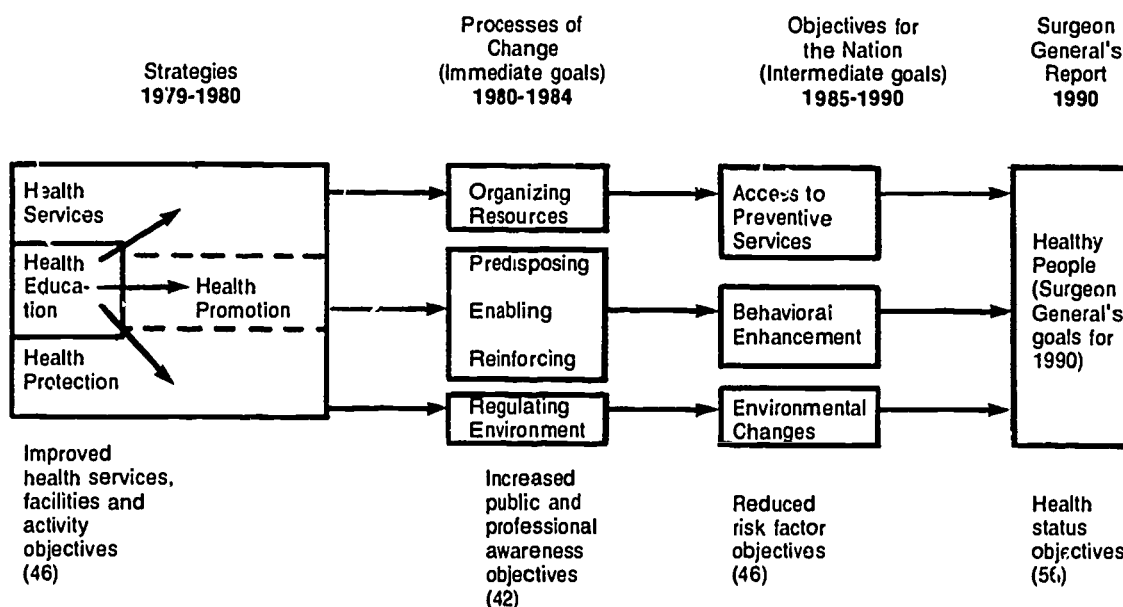 Strategies
1979-1980
Processes of
Change
(Immediate goals)
1980-1984
Objectives for
the Nation
(Intermediate goals)
1985-1990
Surgeon
General's
Report
1990
Health
Services
Health
Educa-
tion
Health
Promotion
Health
Protection
Organizing
Resources
Predisposing
Enabling
Reinforcing
Regulating
Environment
Access to
Preventive
Services
Behavioral
Enhancement
Environmental
Changes
Healthy
People
(Surgeon
General's
goals for
1990)
Improved
health services,
facilities and
activity
objectives
(46)
Increased
public and
professional
awareness
objectives
(42)
Reduced
risk factor
objectives
(46)
Health
status
objectives
(56)